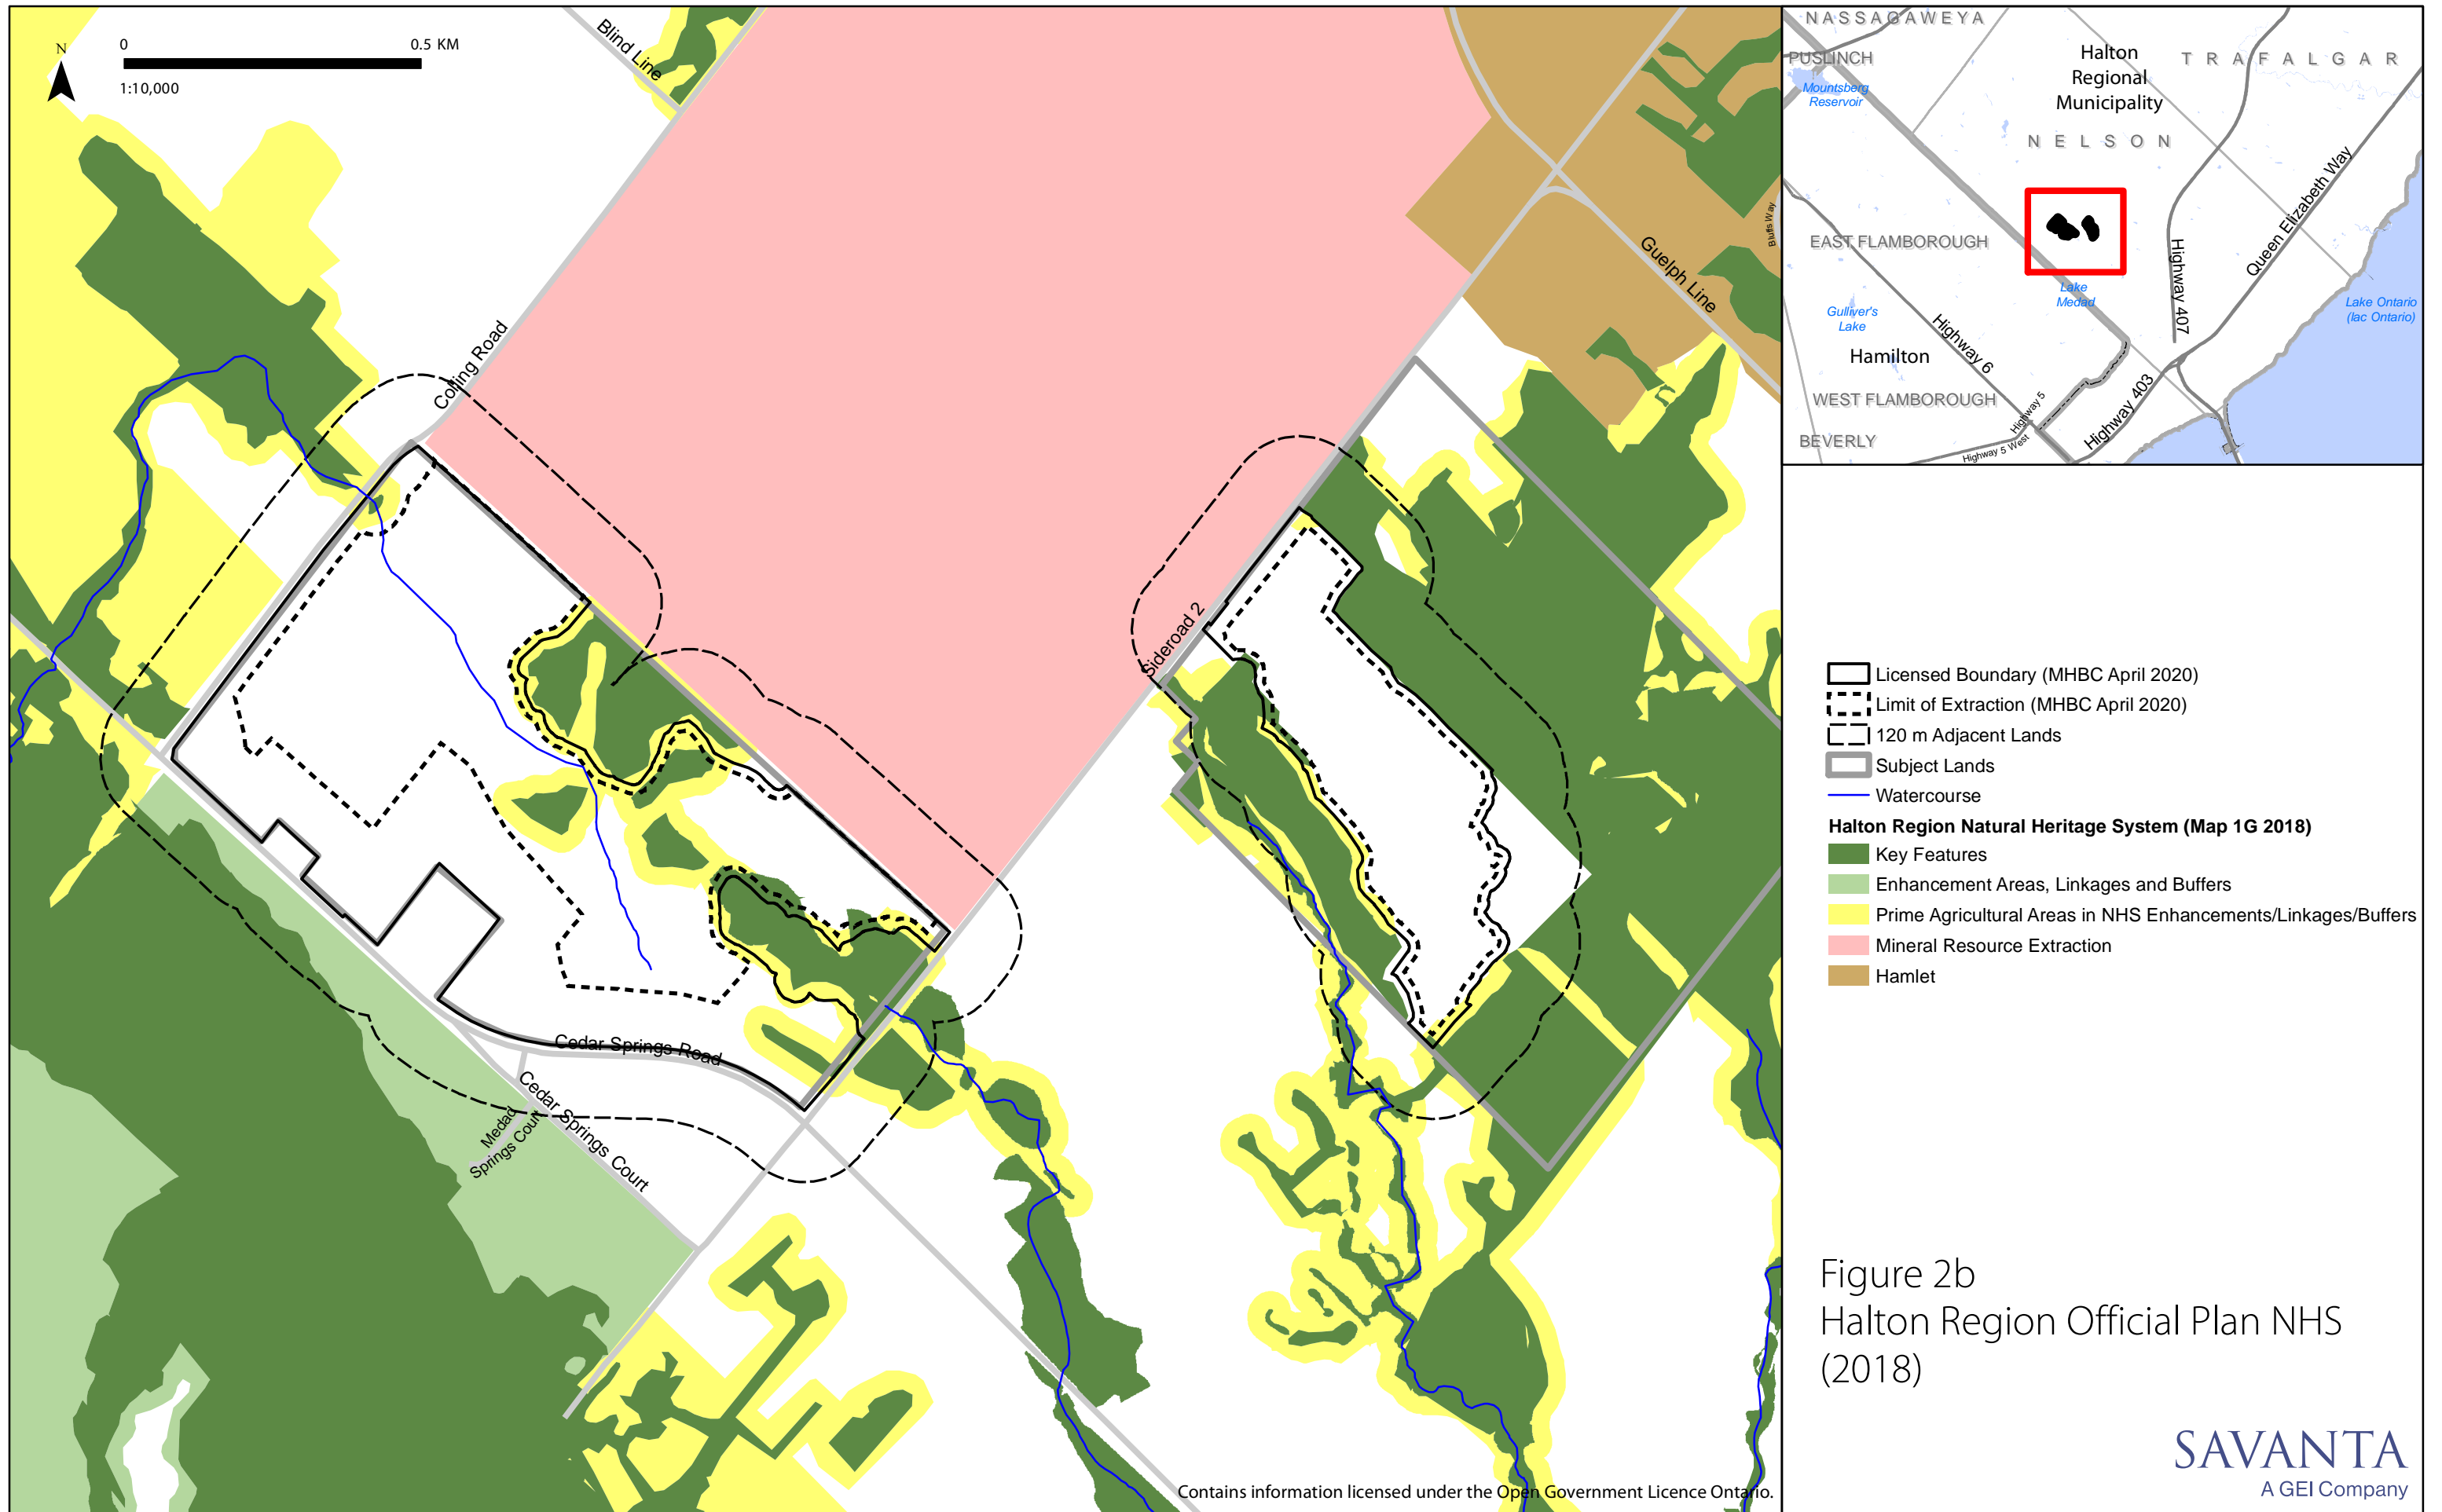 N
0
0.5 KM
1:10,000
Blind Line
Colling Road
Guelph Line
Bluffs Way
Sideroad 2
Cedar Springs Road
Cedar Springs Court
Medad
Springs Court
Contains information licensed under the Open Government Licence Ontario.
NASSAGAWEYA
PUSLINCH
Mountsberg
Reservoir
Halton
Regional
Municipality
TRAFALGAR
NELSON
EAST FLAMBOROUGH
Queen Elizabeth Way
Highway 407
Lake
Medad
Gulliver's
Lake
Lake Ontario
(lac Ontario)
Highway 6
Hamilton
WEST FLAMBOROUGH
Highway 5
Highway 403
BEVERLY
Highway 5 West
Licensed Boundary (MHBC April 2020)
Limit of Extraction (MHBC April 2020)
120 m Adjacent Lands
Subject Lands
Watercourse
Halton Region Natural Heritage System (Map 1G 2018)
Key Features
Enhancement Areas, Linkages and Buffers
Prime Agricultural Areas in NHS Enhancements/Linkages/Buffers
Mineral Resource Extraction
Hamlet
Figure 2b
Halton Region Official Plan NHS
(2018)
SAVANTA
A GEI Company